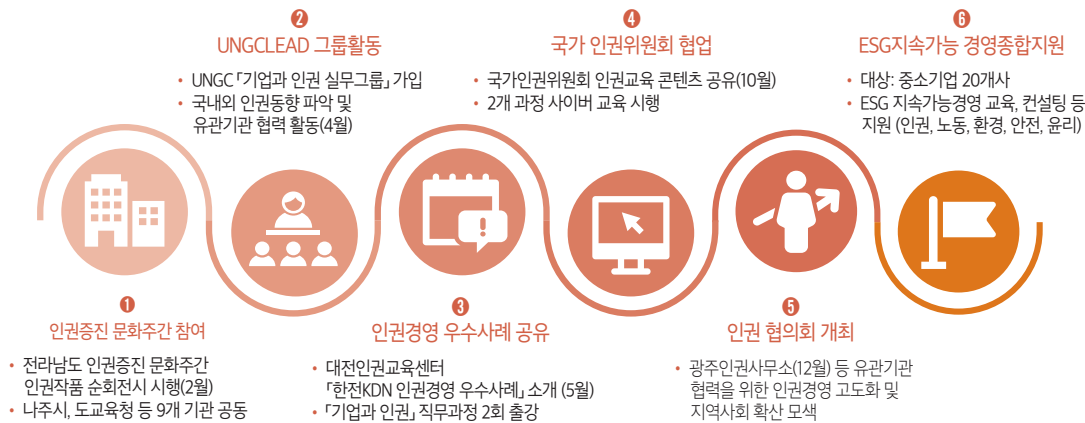 ❶
인권증진 문화주간 참여
• 전라남도 인권증진 문화주간
인권작품 순회전시 시행(2월)
• 나주시, 도교육청 등 9개 기관 공동
❷
UNGCLEAD 그룹활동
• UNGC 「기업과 인권 실무그룹」 가입
• 국내외 인권동향 파악 및
유관기관 협력 활동(4월)
❸
인권경영 우수사례 공유
• 대전인권교육센터
「한전KDN 인권경영 우수사례」 소개 (5월)
• 「기업과 인권」 직무과정 2회 출강
❹
국가 인권위원회 협업
• 국가인권위원회 인권교육 콘텐츠 공유(10월)
• 2개 과정 사이버 교육 시행
❺
인권 협의회 개최
• 광주인권사무소(12월) 등 유관기관
협력을 위한 인권경영 고도화 및
지역사회 확산 모색
❻
ESG지속가능 경영종합지원
• 대상: 중소기업 20개사
• ESG 지속가능경영 교육, 컨설팅 등
지원 (인권, 노동, 환경, 안전, 윤리)